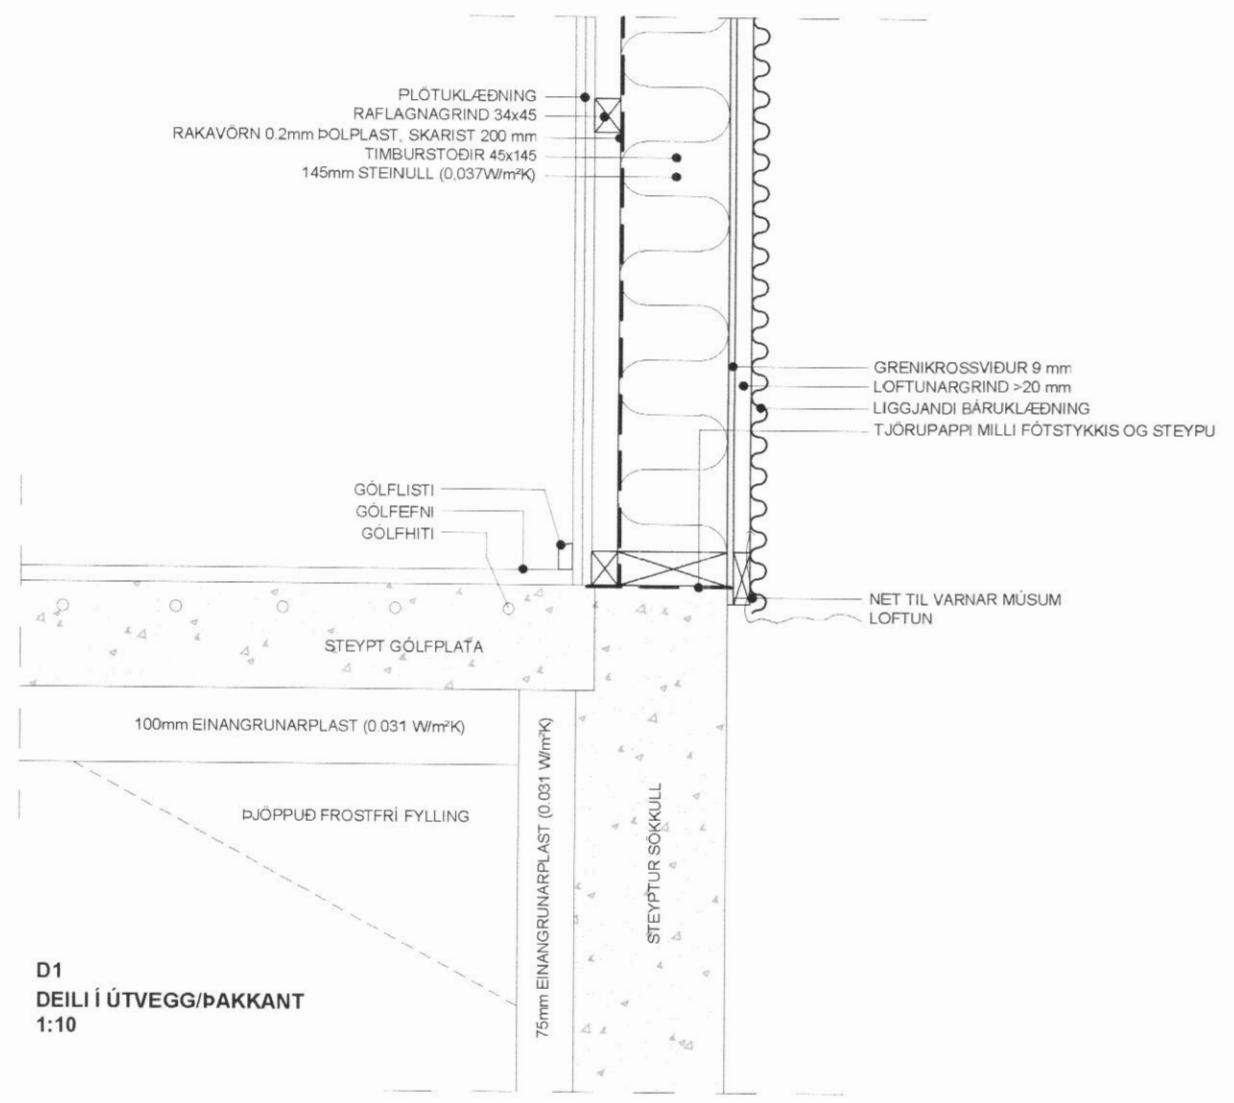 PLÖTUKLÆÐNING
RAFLAGNAGRIND 34x45
RAKAVÖRN 0.2mm ÞOLPLAST, SKARIST 200 mm
TIMBURSTOÐIR 45x145
145mm STEINULL (0,037W/m²K)
GRENIKROSSVIÐUR 9 mm
LOFTUNARGRIND >20 mm
LIGGJANDI BÁRUKLÆÐNING
TJÖRUPAPPI MILLI FÓTSTYKKIS OG STEYPU
GÓLFLISTI
GÓLFEFNI
GÓLFHITI
NET TIL VARNAR MÚSUM
LOFTUN
STEYPT GÓLFPLATA
100mm EINANGRUNARPLAST (0.031 W/m²K)
ÞJÖPPUÐ FROSTFRÍ FYLLING
75mm EINANGRUNARPLAST (0.031 W/m²K)
STEYPTUR SÖKKULL
D1
DEILI Í ÚTVEGG/ÞAKKANT
1:10